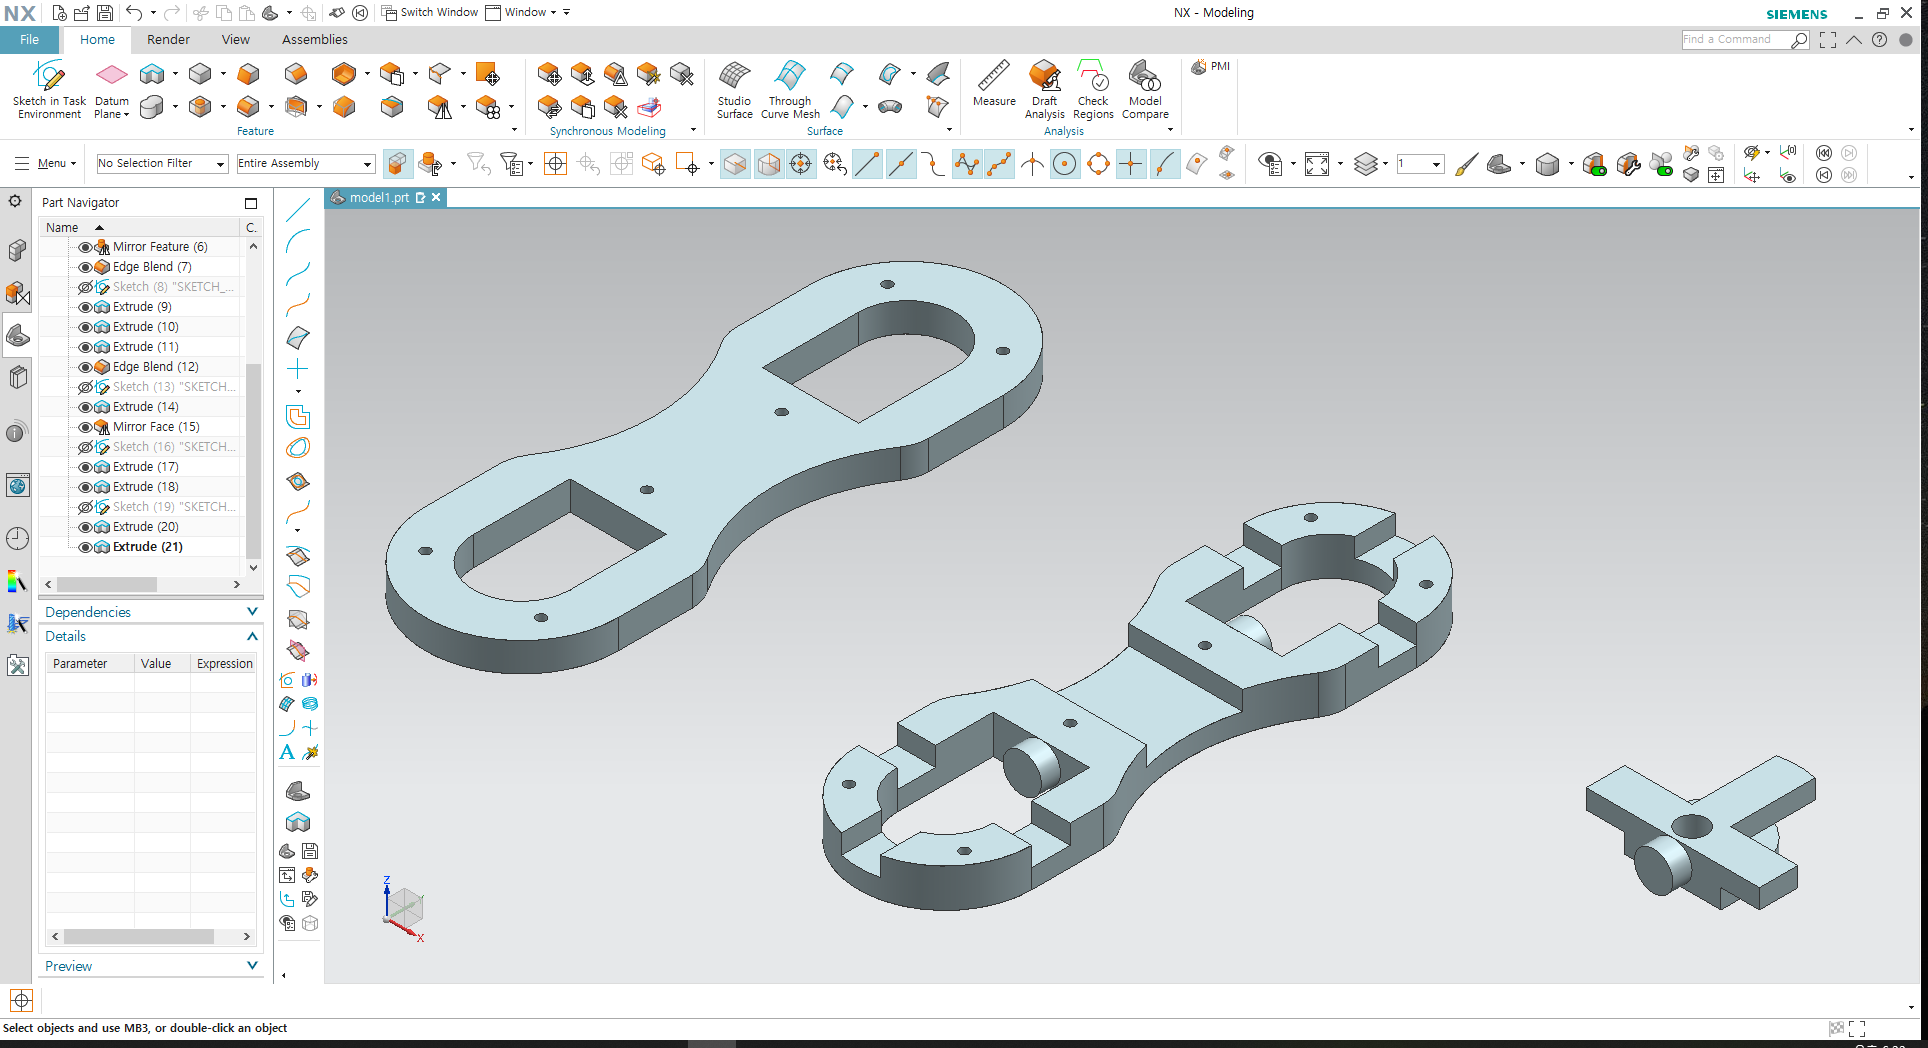 NX
Switch Window
Window
NX - Modeling
SIEMENS
File
Home
Render
View
Assemblies
Find a Command
Sketch in Task
Environment
Datum
Plane
Feature
Synchronous Modeling
Studio
Surface
Through
Curve Mesh
Surface
Measure
Draft
Analysis
Check
Regions
Model
Compare
Analysis
PMI
Menu
No Selection Filter
Entire Assembly
1
Part Navigator
model1.prt
Name
C.
Mirror Feature (6)
Edge Blend (7)
Sketch (8) "SKETCH_...
Extrude (9)
Extrude (10)
Extrude (11)
Edge Blend (12)
Sketch (13) "SKETCH...
Extrude (14)
Mirror Face (15)
Sketch (16) "SKETCH...
Extrude (17)
Extrude (18)
Sketch (19) "SKETCH...
Extrude (20)
Extrude (21)
Dependencies
Details
Parameter
Value
Expression
Preview
A
Z
Y
X
Select objects and use MB3, or double-click an object